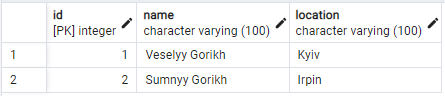 id name location
[PK] integer character varying (100) character varying (100)
1 1 Veselyy Gorikh Kyiv
2 2 Sumnyy Gorikh Irpin